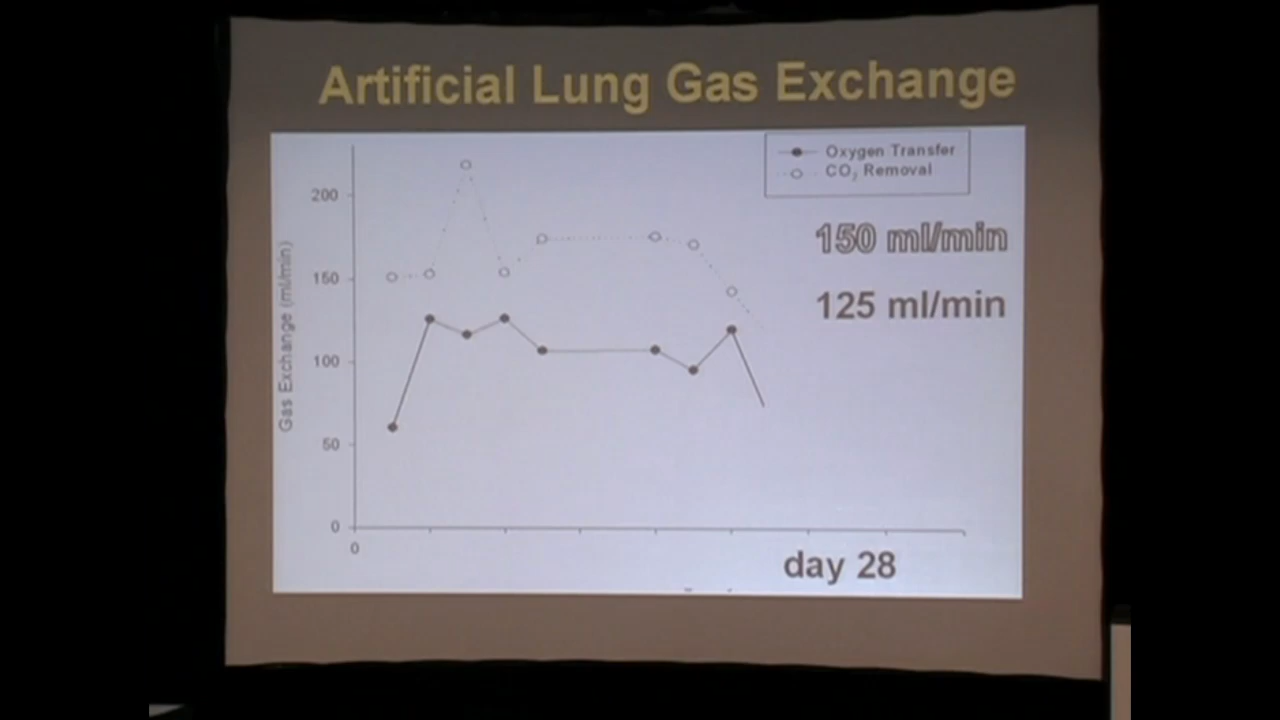 Artificial Lung Gas Exchange
Oxygen Transfer
CO₂ Removal
150 ml/min
125 ml/min
Gas Exchange (ml/min)
200
150
100
50
0
0
day 28